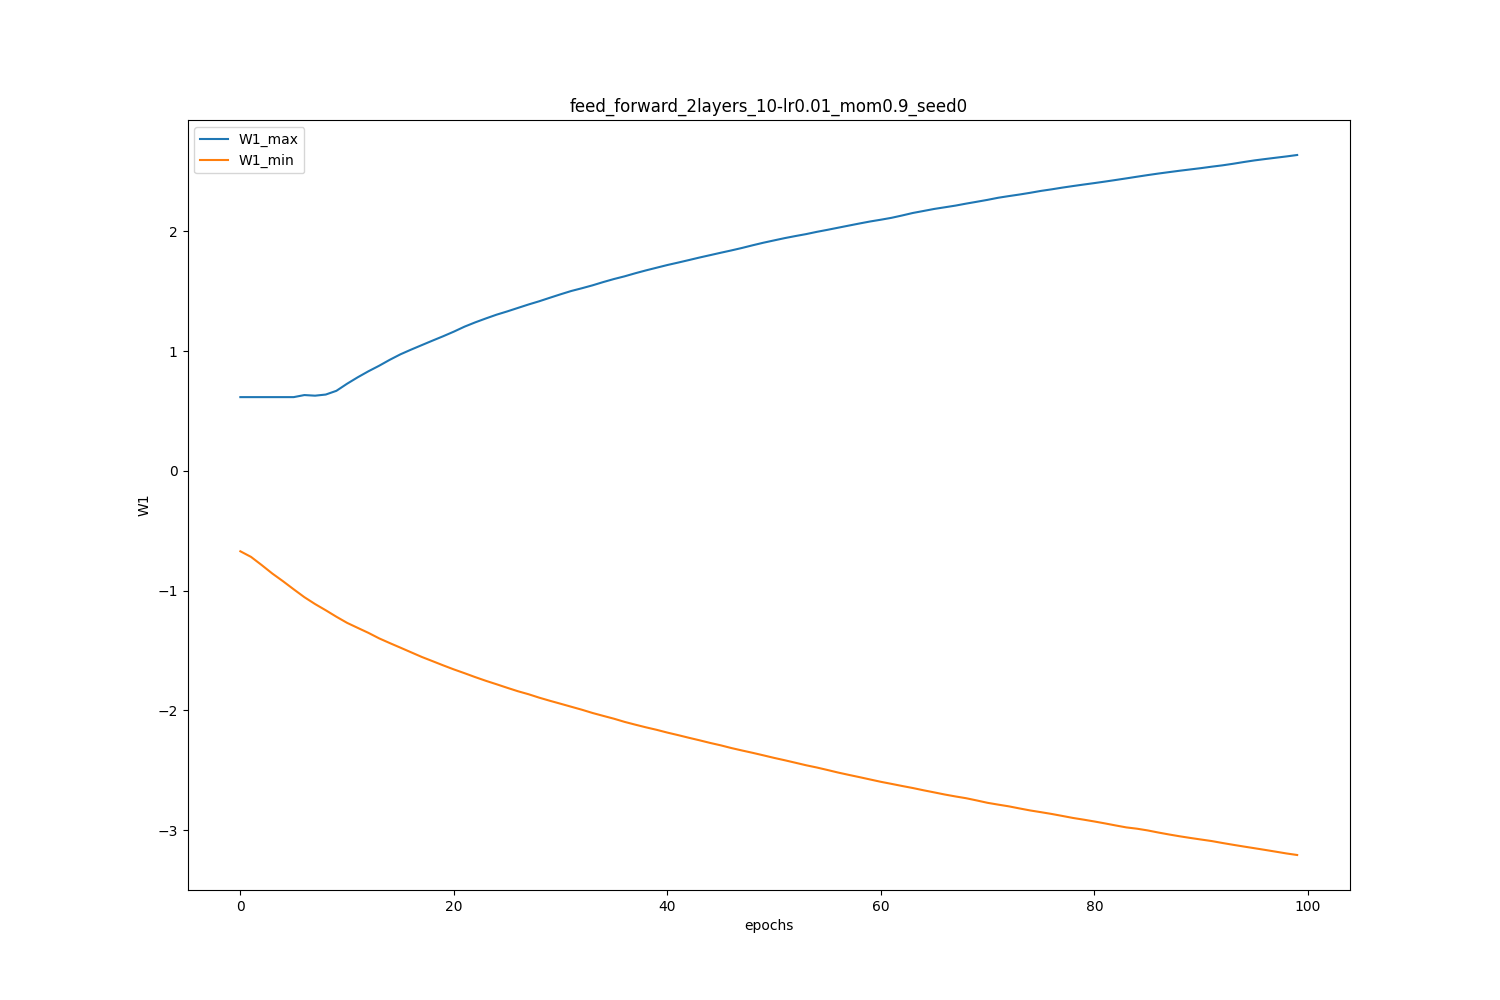 feed_forward_2layers_10-lr0.01_mom0.9_seed0
W1_max
W1_min
2
1
0
−1
−2
−3
W1
0 20 40 60 80 100
epochs